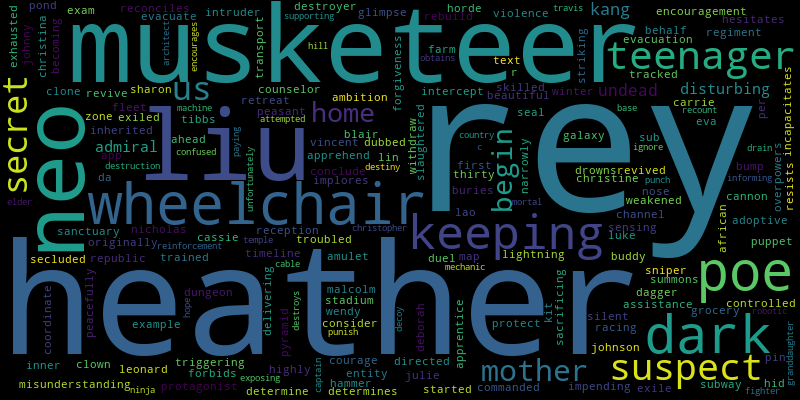 musketeer
rey
heather
liu
neo
wheelchair
keeping
poe
dark
suspect
teenager
mother
secret
us
home
begin
kang
undead
disturbing
admiral
exhausted
pond
reconciles
exam
johnny
christina
becoming
evacuate
intruder
architect
encourages
destroyer
supporting
glimpse
horde
rebuild
violence
travis
behalf
regiment
encouragement
hesitates
evacuation
text
r
striking
tracked
clone
revive
sharon
hill
transport
counselor
ambition
forgiveness
farm
obtains
intercept
skilled
beautiful
winter
carrie
per
resists
incapacitates
zone
exiled
inherited
fleet
machine
tibbs
retreat
peasant
attempted
vincent
dubbed
blair
withdraw
slaughtered
seal
galaxy
country
c
sub
base
ignore
eva
recount
drain
ahead
confused
paying
app
destruction
da
unfortunately
apprehend
lin
conclude
destiny
implores
first
thirty
narrowly
drowns
revived
christine
weakened
punch
bump
informing
overpowers
elder
nicholas
christopher
buries
mortal
nose
cannon
adoptive
sanctuary
cassie
reception
troubled
lao
channel
sensing
luke
african
originally
reinforcement
temple
secluded
republic
trained
timeline
cable
amulet
duel
map
lightning
mechanic
buddy
sniper
summons
puppet
controlled
robotic
coordinate
peacefully
dungeon
hope
delivering
destroys
malcolm
stadium
wendy
decoy
deborah
apprentice
protect
kit
sacrificing
dagger
assistance
grocery
example
pyramid
consider
punish
silent
racing
inner
clown
triggering
courage
directed
johnson
pin
granddaughter
leonard
forbids
highly
captain
entity
julie
impending
subway
hid
misunderstanding
ninja
protagonist
exposing
determine
determines
hammer
started
commanded
exile
fighter